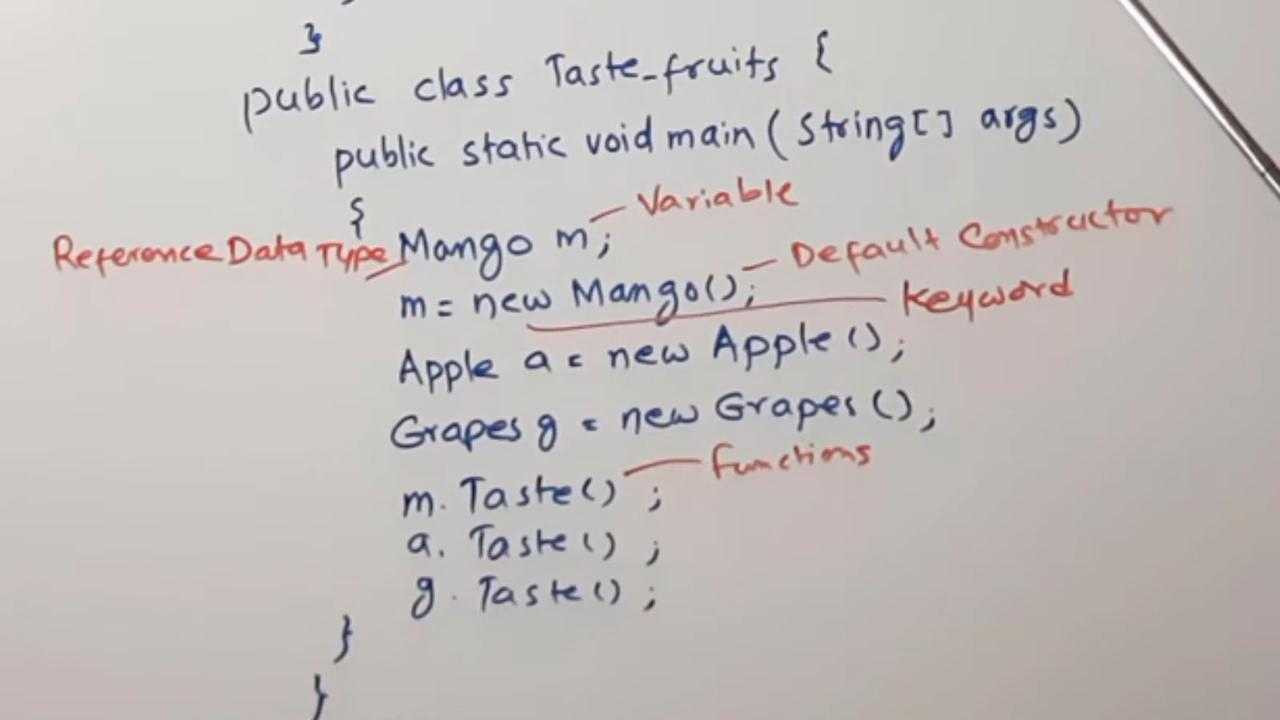 }
public class Taste_fruits {
public static void main (String[] args)
{
Variable
Reference Data Type Mango m;
Default Constructor
m = new Mango();
Keyword
Apple a = new Apple ();
Grapes g = new Grapes ();
functions
m. Taste() ;
a. Taste() ;
g. Taste() ;
}
}